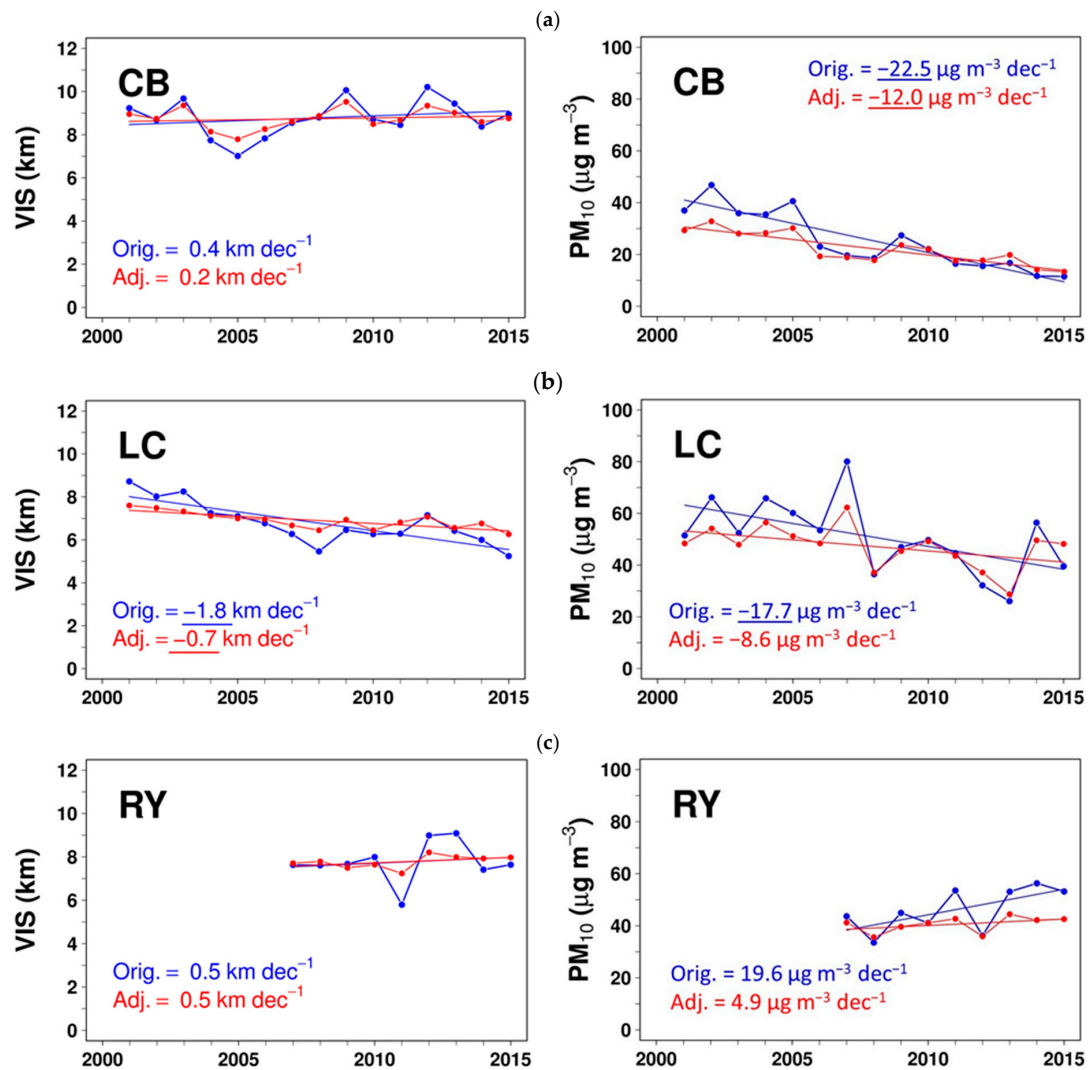 (a)
CB
VIS (km)
12
10
8
6
4
2
0
Orig. = 0.4 km dec⁻¹
Adj. = 0.2 km dec⁻¹
2000 2005 2010 2015
CB
PM₁₀ (µg m⁻³)
100
80
60
40
20
0
Orig. = −22.5 µg m⁻³ dec⁻¹
Adj. = −12.0 µg m⁻³ dec⁻¹
2000 2005 2010 2015
(b)
LC
VIS (km)
12
10
8
6
4
2
0
Orig. = −1.8 km dec⁻¹
Adj. = −0.7 km dec⁻¹
2000 2005 2010 2015
LC
PM₁₀ (µg m⁻³)
100
80
60
40
20
0
Orig. = −17.7 µg m⁻³ dec⁻¹
Adj. = −8.6 µg m⁻³ dec⁻¹
2000 2005 2010 2015
(c)
RY
VIS (km)
12
10
8
6
4
2
0
Orig. = 0.5 km dec⁻¹
Adj. = 0.5 km dec⁻¹
2000 2005 2010 2015
RY
PM₁₀ (µg m⁻³)
100
80
60
40
20
0
Orig. = 19.6 µg m⁻³ dec⁻¹
Adj. = 4.9 µg m⁻³ dec⁻¹
2000 2005 2010 2015